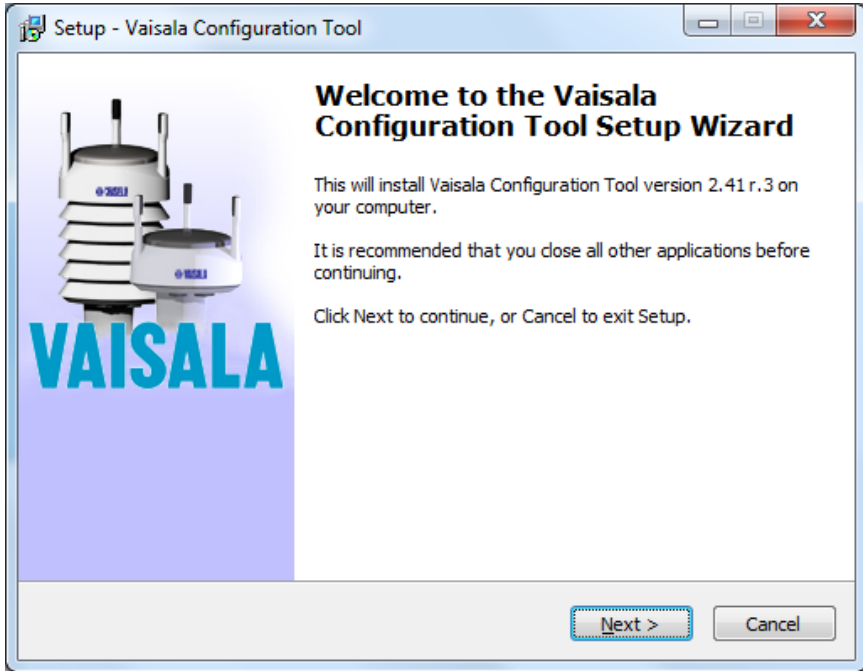 Setup - Vaisala Configuration Tool
Welcome to the Vaisala
Configuration Tool Setup Wizard
This will install Vaisala Configuration Tool version 2.41 r.3 on
your computer.
It is recommended that you close all other applications before
continuing.
Click Next to continue, or Cancel to exit Setup.
VAISALA
Next >
Cancel